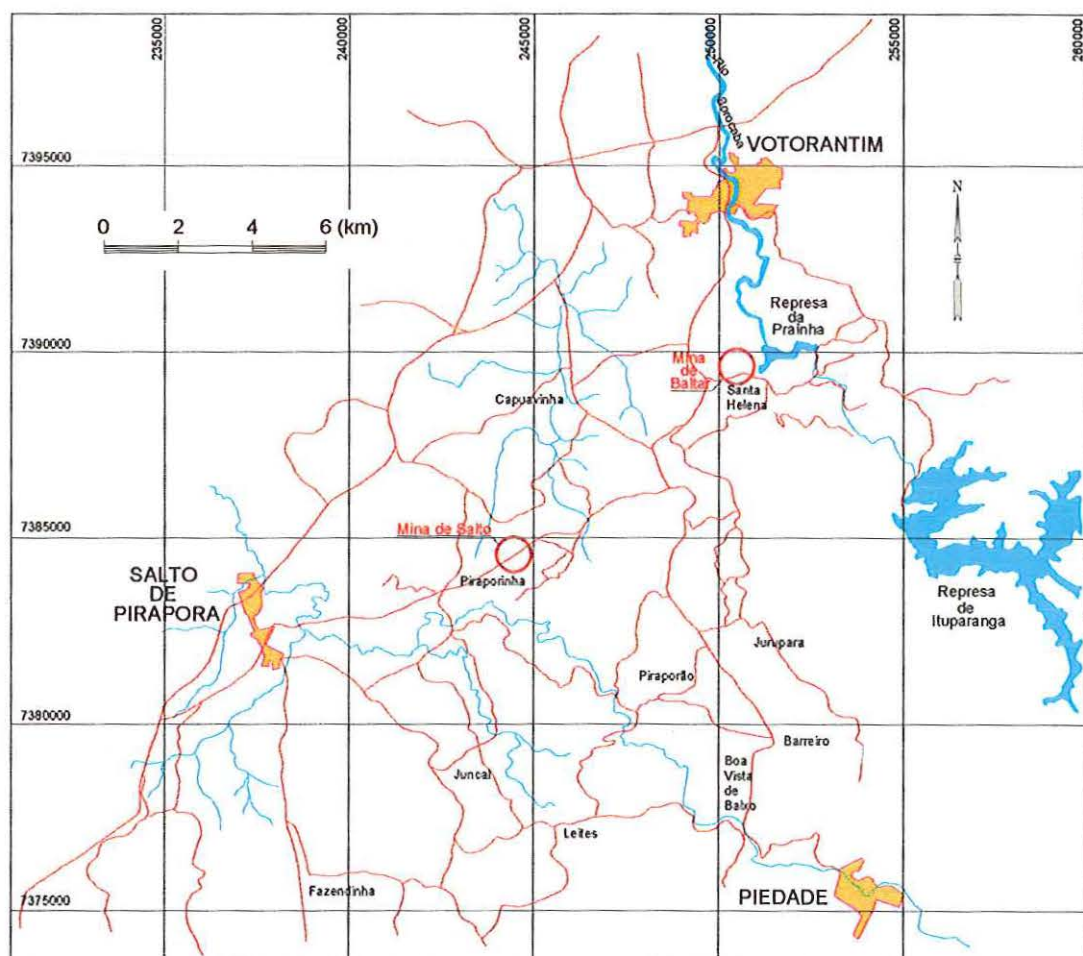 235000
240000
245000
250000
255000
260000
Rio
Sorocaba
VOTORANTIM
7395000
N
0 2 4 6 (km)
Represa
da
Prainha
7390000
Mina
de
Baltar
Santa
Helena
Capuavinha
7385000
Mina de Salto
Piraporinha
SALTO
DE
PIRAPORA
Represa
de
Itupararanga
Jurupara
Piraporão
7380000
Barreiro
Boa
Vista
de
Baixo
Juncal
Leites
PIEDADE
Fazendinha
7375000